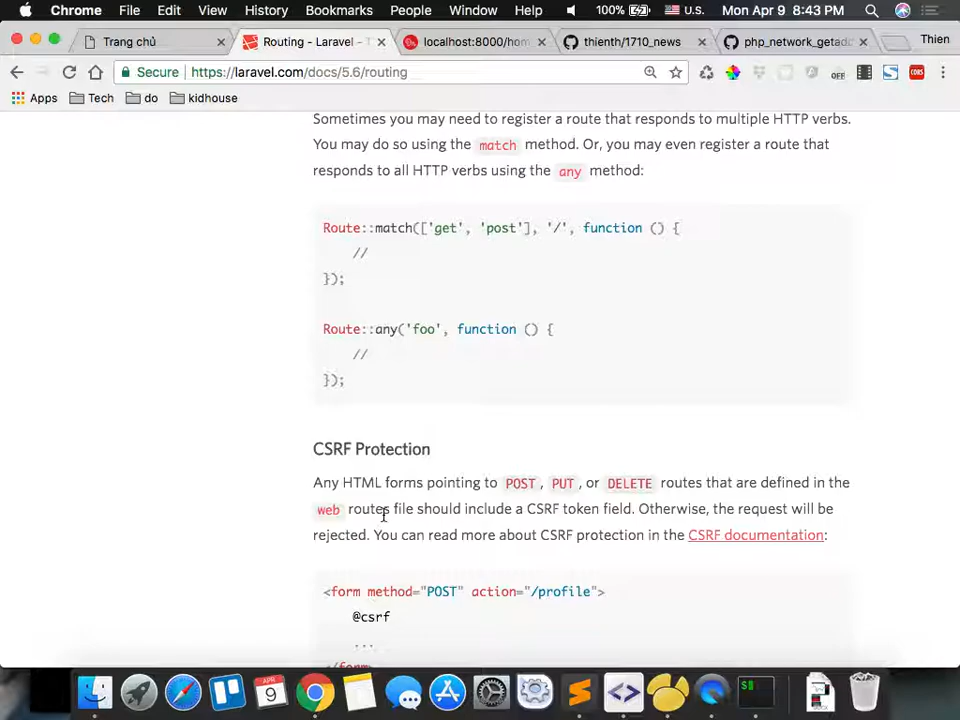 Chrome File Edit View History Bookmarks People Window Help 100% U.S. Mon Apr 9 8:43 PM
Trang chủ Routing - Laravel - localhost:8000/hom thienth/1710_news php_network_getad Thien
Secure https://laravel.com/docs/5.6/routing OFF CORS
Apps Tech do kidhouse
Sometimes you may need to register a route that responds to multiple HTTP verbs.
You may do so using the match method. Or, you may even register a route that
responds to all HTTP verbs using the any method:
Route::match(['get', 'post'], '/', function () {
//
});
Route::any('foo', function () {
//
});
CSRF Protection
Any HTML forms pointing to POST, PUT, or DELETE routes that are defined in the
web routes file should include a CSRF token field. Otherwise, the request will be
rejected. You can read more about CSRF protection in the CSRF documentation:
<form method="POST" action="/profile">
@csrf
...
</form>
APR
9